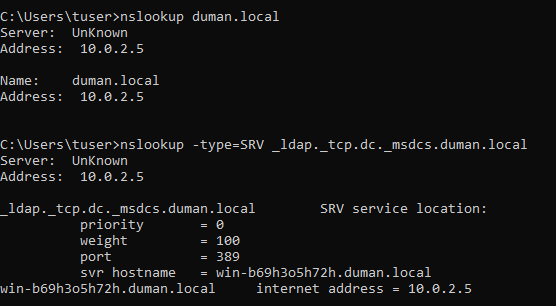 C:\Users\tuser>nslookup duman.local
Server:  UnKnown
Address:  10.0.2.5
Name:    duman.local
Address:  10.0.2.5
C:\Users\tuser>nslookup -type=SRV _ldap._tcp.dc._msdcs.duman.local
Server:  UnKnown
Address:  10.0.2.5
_ldap._tcp.dc._msdcs.duman.local        SRV service location:
          priority       = 0
          weight         = 100
          port           = 389
          svr hostname   = win-b69h3o5h72h.duman.local
win-b69h3o5h72h.duman.local     internet address = 10.0.2.5